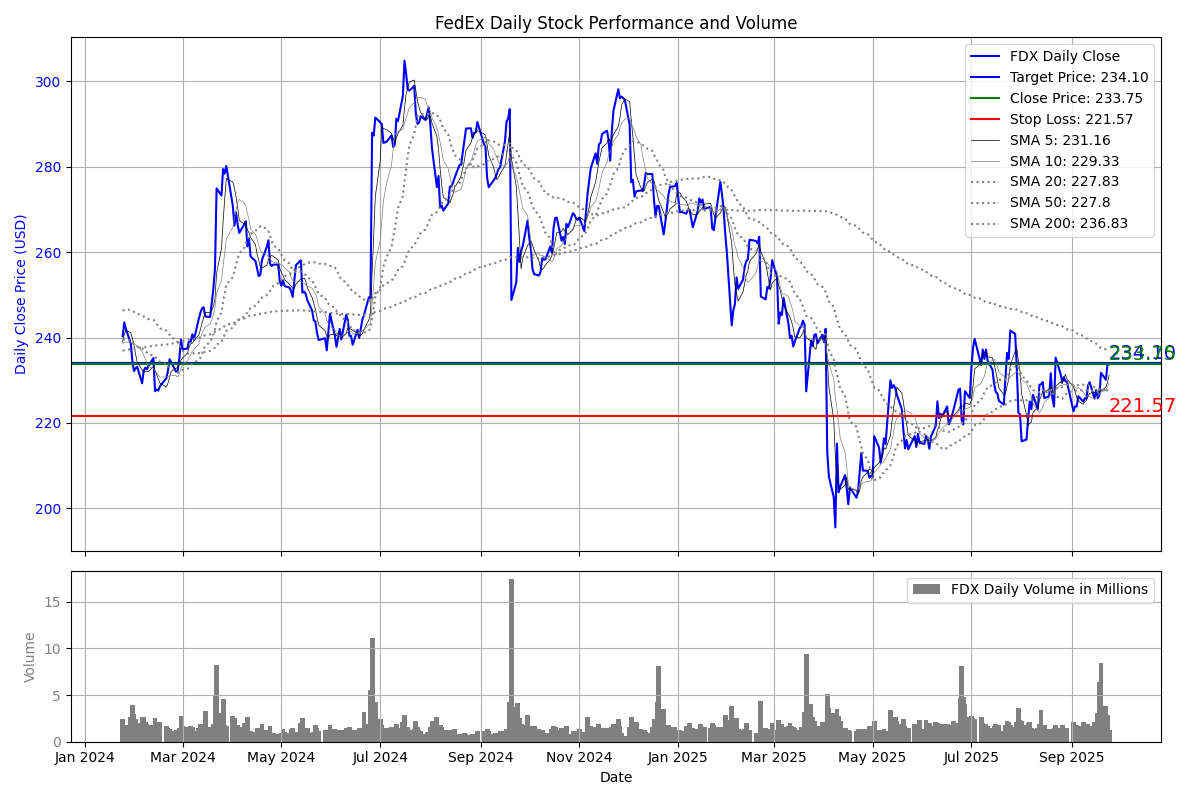 FedEx Daily Stock Performance and Volume
FDX Daily Close
Target Price: 234.10
Close Price: 233.75
Stop Loss: 221.57
SMA 5: 231.16
SMA 10: 229.33
SMA 20: 227.83
SMA 50: 227.8
SMA 200: 236.83
Daily Close Price (USD)
300
280
260
240
220
200
234.10
233.75
221.57
FDX Daily Volume in Millions
Volume
15
10
5
0
Jan 2024 Mar 2024 May 2024 Jul 2024 Sep 2024 Nov 2024 Jan 2025 Mar 2025 May 2025 Jul 2025 Sep 2025
Date